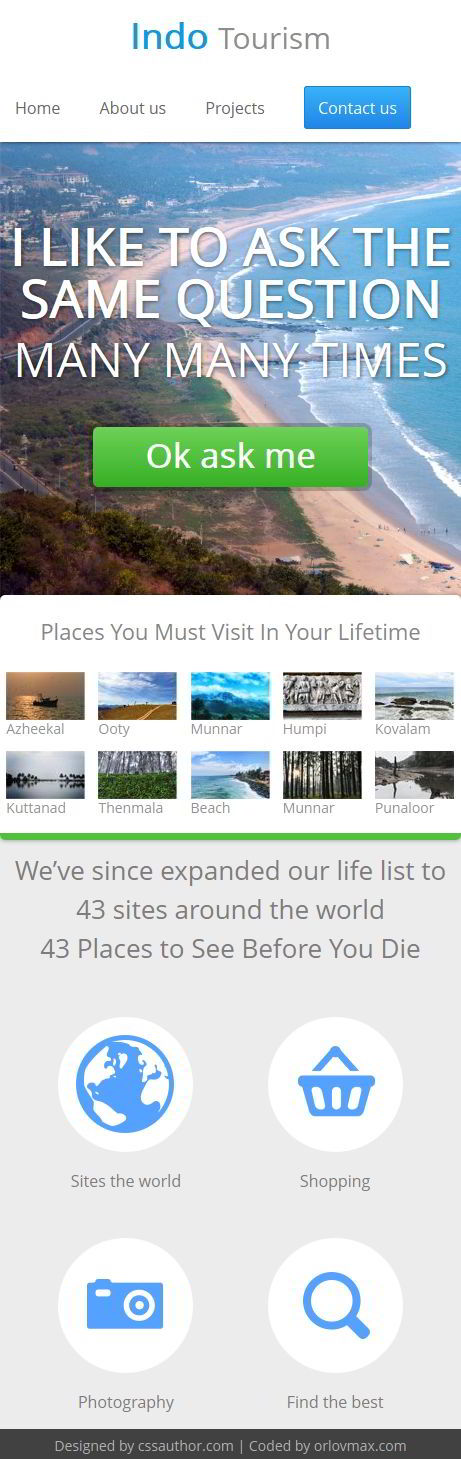 Indo Tourism
Home About us Projects Contact us
I LIKE TO ASK THE
SAME QUESTION
MANY MANY TIMES
Ok ask me
Places You Must Visit In Your Lifetime
Azheekal Ooty Munnar Humpi Kovalam
Kuttanad Thenmala Beach Munnar Punaloor
We’ve since expanded our life list to
43 sites around the world
43 Places to See Before You Die
Sites the world Shopping
Photography Find the best
Designed by cssauthor.com | Coded by orlovmax.com